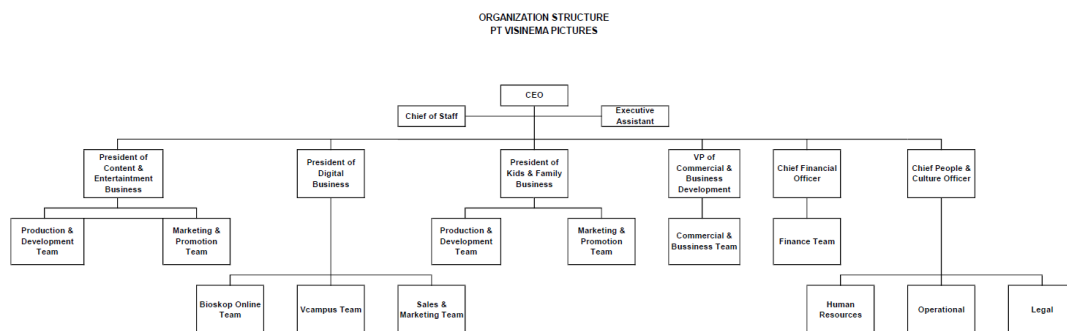 ORGANIZATION STRUCTURE
PT VISINEMA PICTURES
CEO
Chief of Staff
Executive
Assistant
President of
Content &
Entertaintment
Business
President of
Digital
Business
President of
Kids & Family
Business
VP of
Commercial &
Business
Development
Chief Financial
Officer
Chief People &
Culture Officer
Production &
Development
Team
Marketing &
Promotion
Team
Production &
Development
Team
Marketing &
Promotion
Team
Commercial &
Bussiness Team
Finance Team
Bioskop Online
Team
Vcampus Team
Sales &
Marketing Team
Human
Resources
Operational
Legal